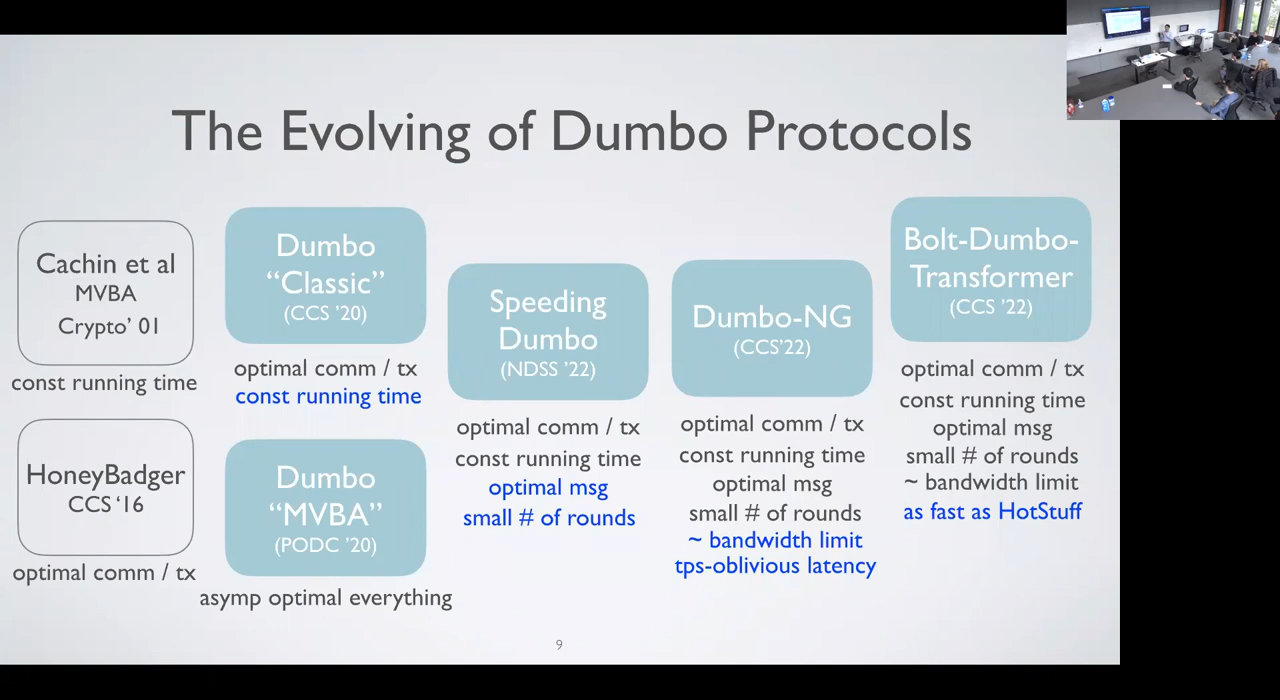 The Evolving of Dumbo Protocols
Cachin et al
MVBA
Crypto’ 01
const running time
HoneyBadger
CCS ‘16
optimal comm / tx
Dumbo
“Classic”
(CCS ’20)
optimal comm / tx
const running time
Dumbo
“MVBA”
(PODC ’20)
asymp optimal everything
Speeding
Dumbo
(NDSS ’22)
optimal comm / tx
const running time
optimal msg
small # of rounds
Dumbo-NG
(CCS’22)
optimal comm / tx
const running time
optimal msg
small # of rounds
~ bandwidth limit
tps-oblivious latency
Bolt-Dumbo-
Transformer
(CCS ’22)
optimal comm / tx
const running time
optimal msg
small # of rounds
~ bandwidth limit
as fast as HotStuff
9